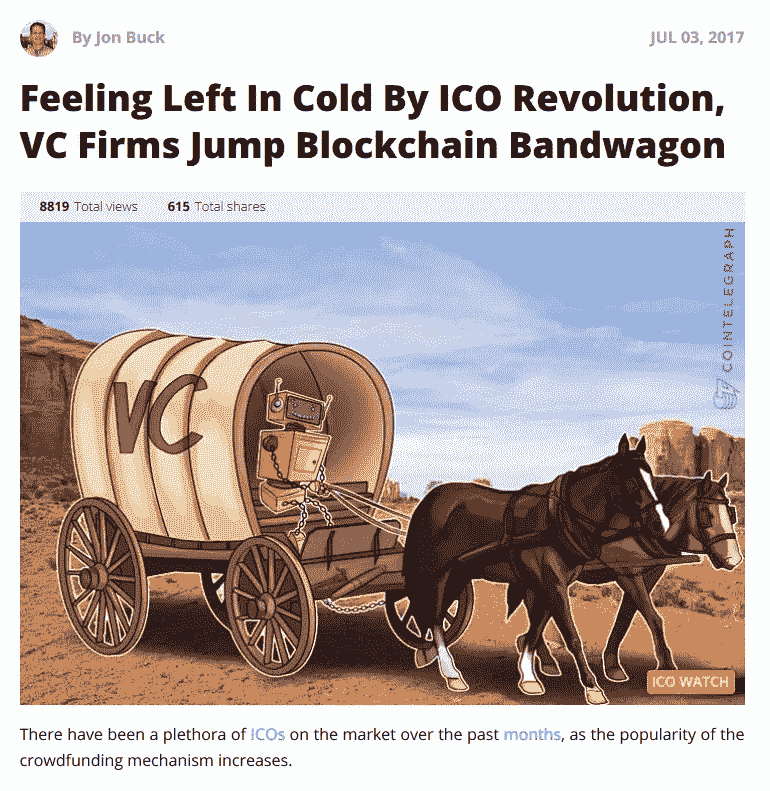 By Jon Buck
JUL 03, 2017
Feeling Left In Cold By ICO Revolution,
VC Firms Jump Blockchain Bandwagon
8819 Total views 615 Total shares
COINTELEGRAPH
VC
ICO WATCH
There have been a plethora of ICOs on the market over the past months, as the popularity of the
crowdfunding mechanism increases.